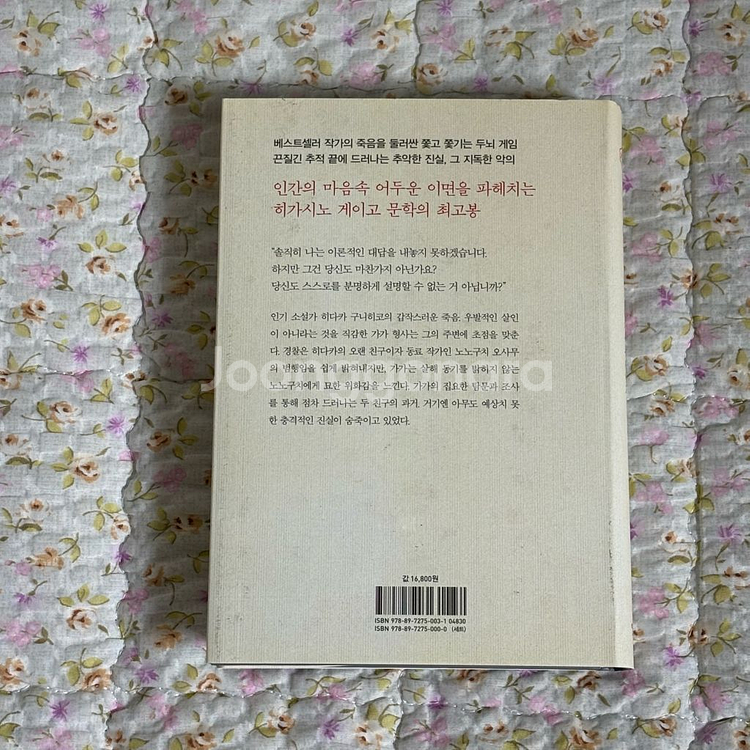 베스트셀러 작가의 죽음을 둘러싼 쫓고 쫓기는 두뇌 게임
끈질긴 추적 끝에 드러나는 추악한 진실, 그 지독한 악의
인간의 마음속 어두운 이면을 파헤치는
히가시노 게이고 문학의 최고봉
"솔직히 나는 이론적인 대답을 내놓지 못하겠습니다.
하지만 그건 당신도 마찬가지 아닌가요?
당신도 스스로를 분명하게 설명할 수 없는 거 아닙니까?"
인기 소설가 히다카 구니히코의 갑작스러운 죽음. 우발적인 살인
이 아니라는 것을 직감한 가가 형사는 그의 주변에 초점을 맞춘
다. 경찰은 히다카의 오랜 친구이자 동료 작가인 노노구치 오사무
의 범행임을 쉽게 밝혀내지만, 가가는 살해 동기를 밝히지 않는
노노구치에게 묘한 위화감을 느낀다. 가가의 집요한 탐문과 조사
를 통해 점차 드러나는 두 친구의 과거, 거기엔 아무도 예상치 못
한 충격적인 진실이 숨죽이고 있었다.
값 16,800원
ISBN 978-89-7275-003-1 04830
ISBN 978-89-7275-000-0 (세트)